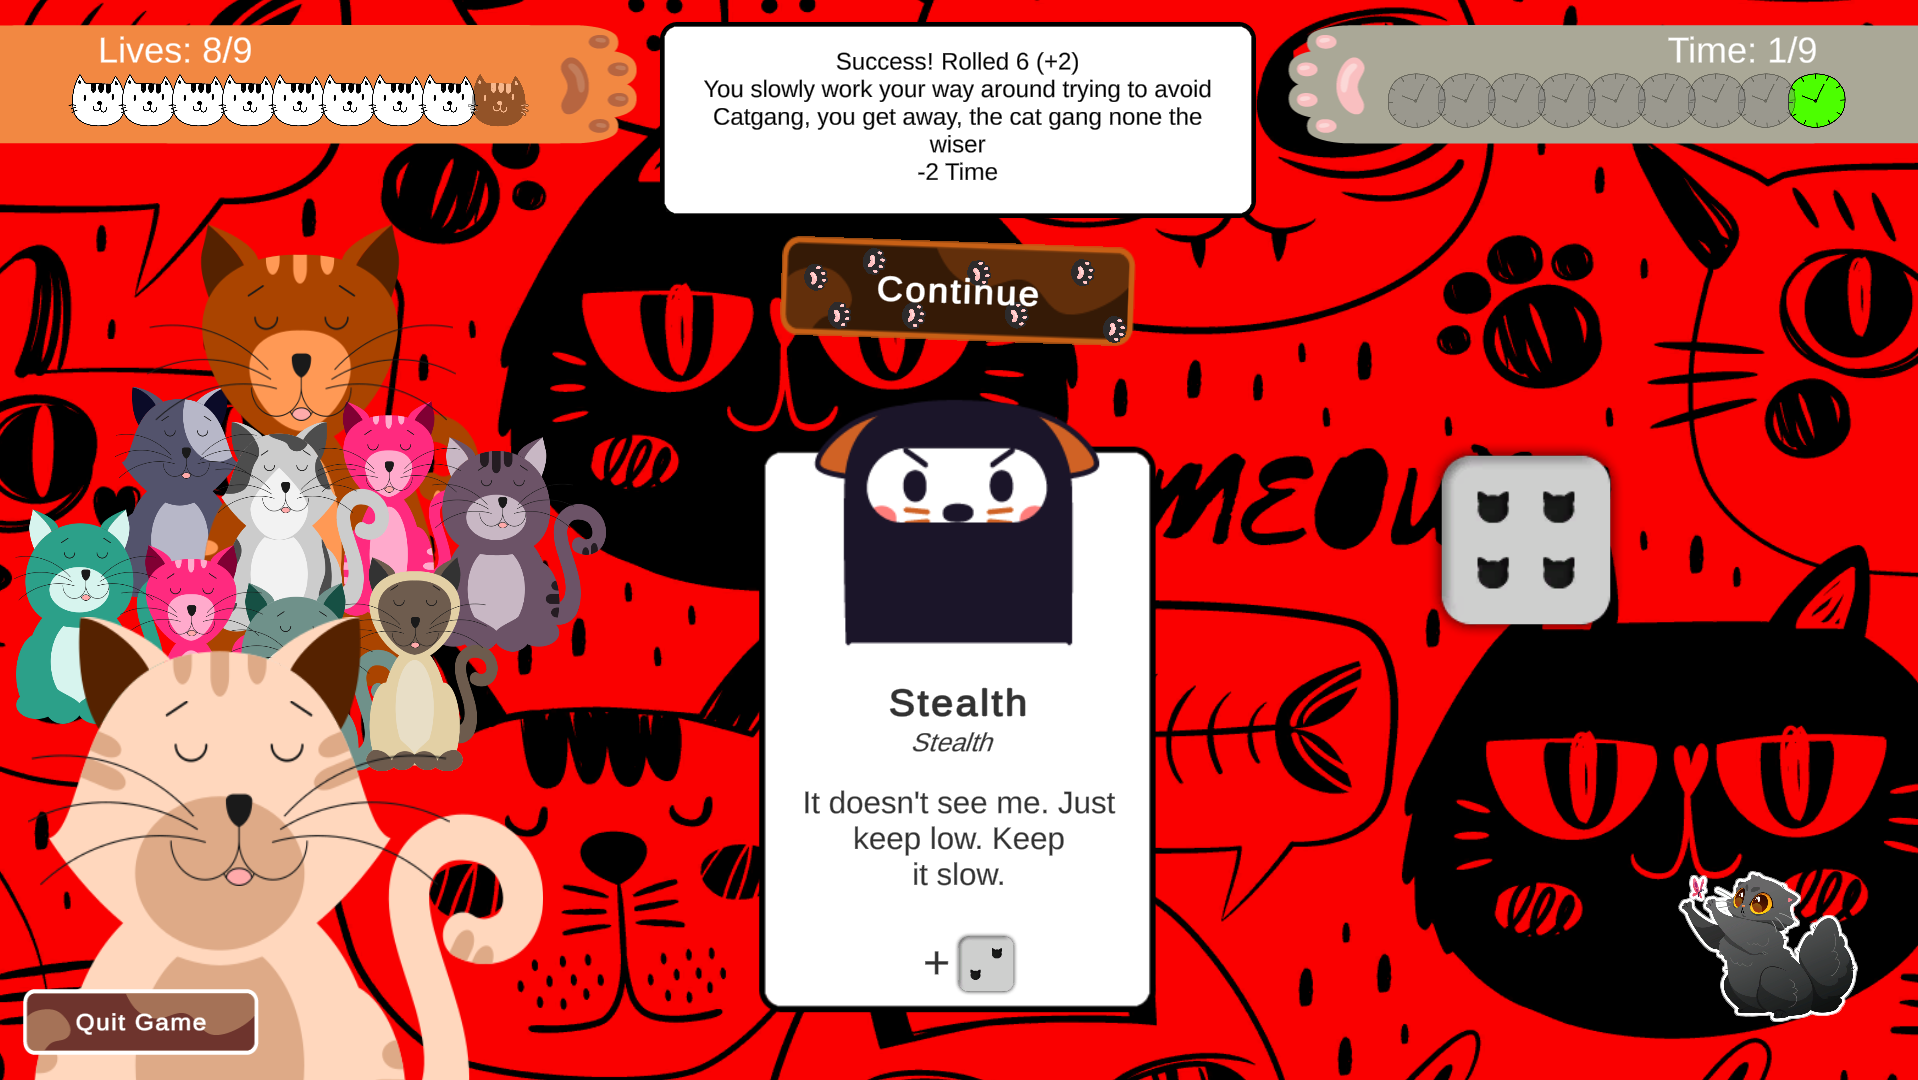 Lives: 8/9
Success! Rolled 6 (+2)
You slowly work your way around trying to avoid
Catgang, you get away, the cat gang none the
wiser
-2 Time
Time: 1/9
Continue
MEOW
Stealth
Stealth
It doesn't see me. Just
keep low. Keep
it slow.
+
Quit Game